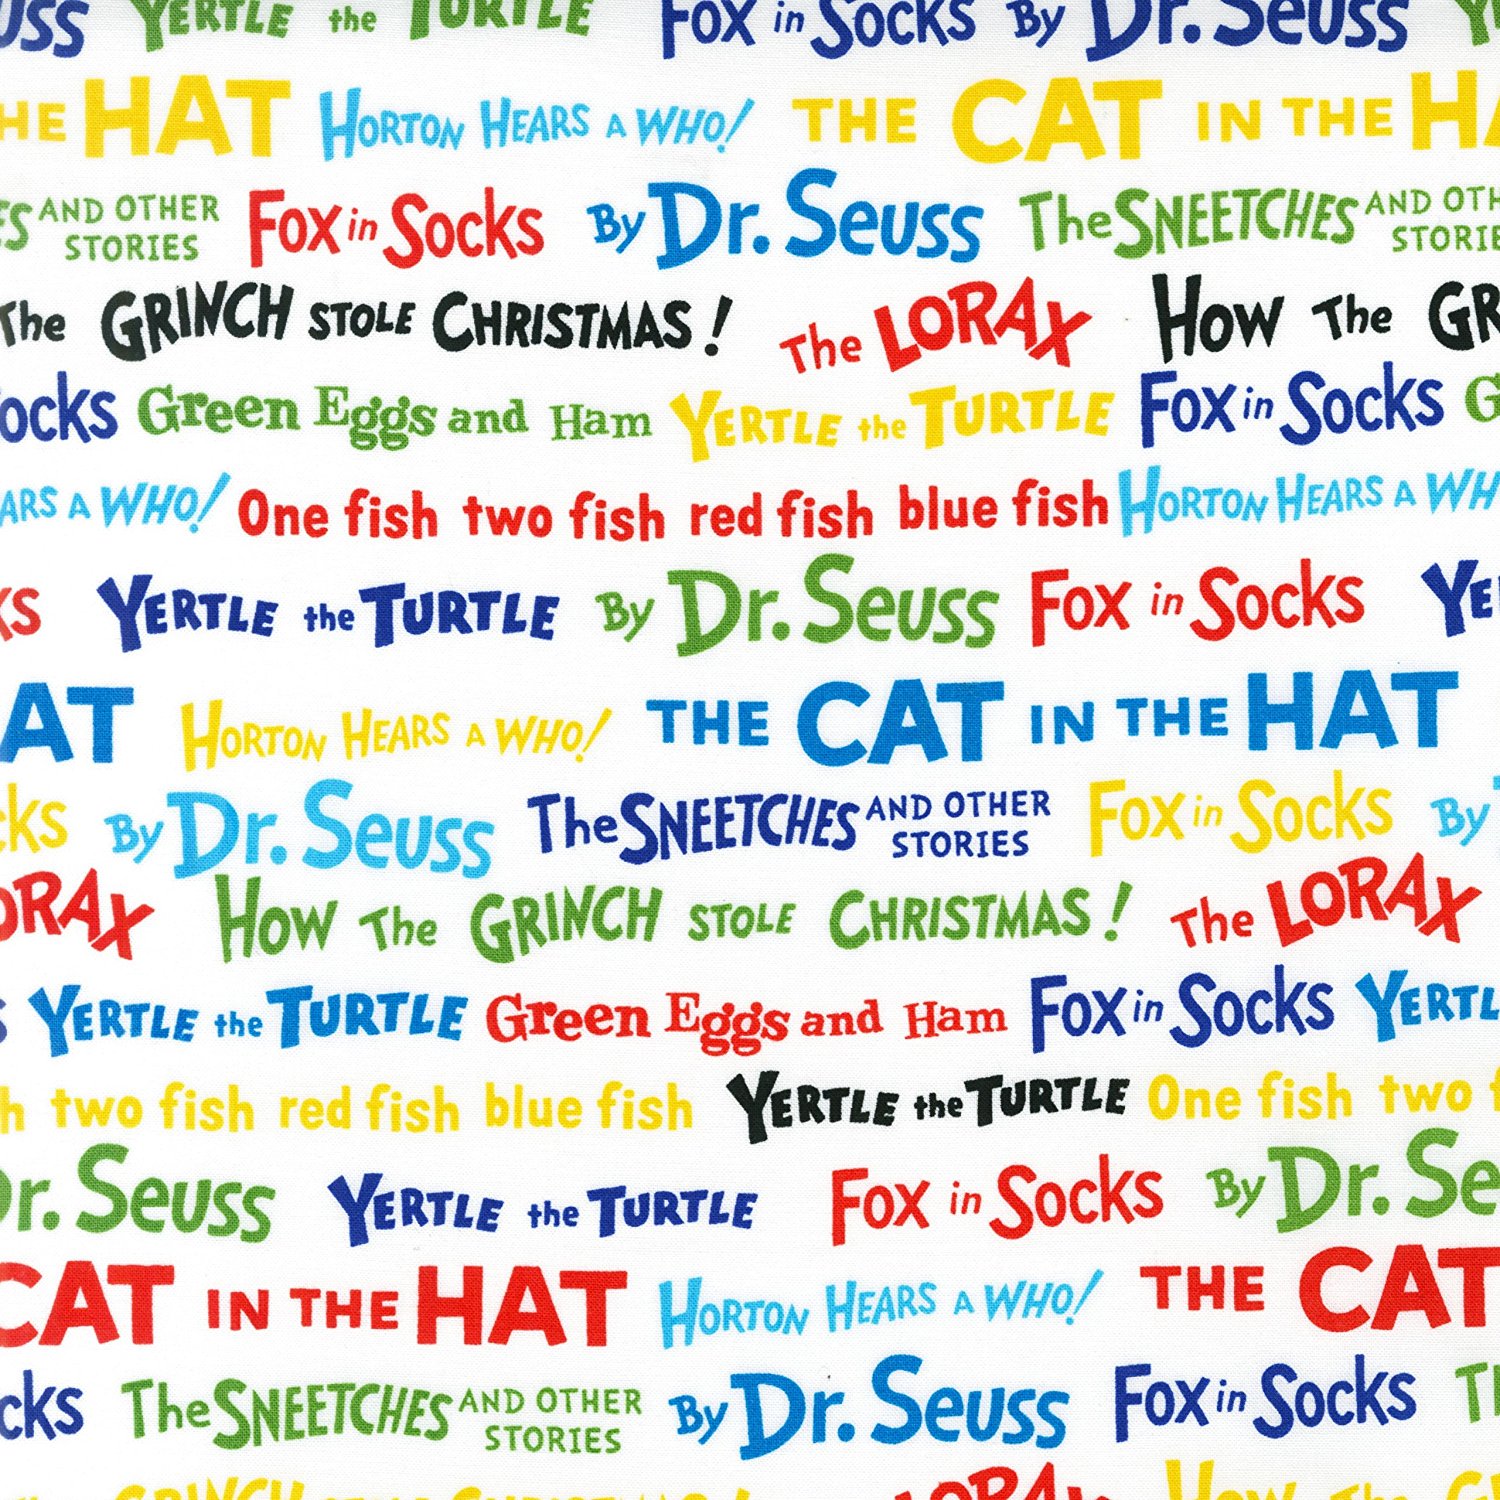 USS YERTLE the TURTLE Fox in Socks By Dr. Seuss
HE HAT HORTON HEARS A WHO! THE CAT IN THE HA
ES AND OTHER STORIES Fox in Socks By Dr. Seuss The SNEETCHES AND OTH STORIE
The GRINCH STOLE CHRISTMAS! The LORAX How The GR
ocks Green Eggs and Ham YERTLE the TURTLE Fox in Socks G
ARS A WHO! One fish two fish red fish blue fish HORTON HEARS A WH
ks YERTLE the TURTLE By Dr. Seuss Fox in Socks YE
AT HORTON HEARS A WHO! THE CAT IN THE HAT
cks By Dr. Seuss The SNEETCHES AND OTHER STORIES Fox in Socks By
ORAX How The GRINCH STOLE CHRISTMAS! The LORAX
s YERTLE the TURTLE Green Eggs and Ham Fox in Socks YERTL
h two fish red fish blue fish YERTLE the TURTLE One fish two f
Dr. Seuss YERTLE the TURTLE Fox in Socks By Dr. Se
CAT IN THE HAT HORTON HEARS A WHO! THE CAT
cks The SNEETCHES AND OTHER STORIES By Dr. Seuss Fox in Socks T
GRINCH STOLE CHRISTMAS! LORAX How The G